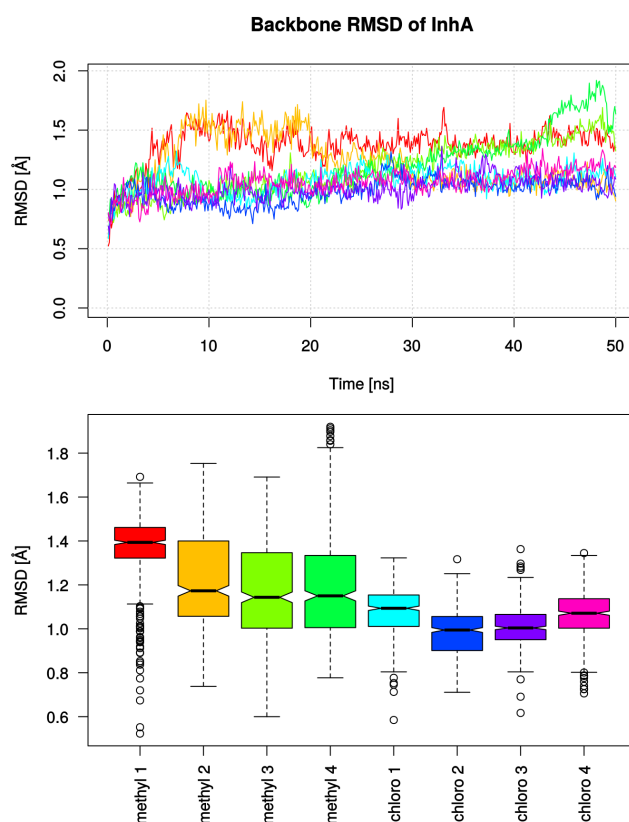 Backbone RMSD of InhA
RMSD [Å]
2.0
1.5
1.0
0.5
0.0
0 10 20 30 40 50
Time [ns]
RMSD [Å]
1.8
1.6
1.4
1.2
1.0
0.8
0.6
methyl 1
methyl 2
methyl 3
methyl 4
chloro 1
chloro 2
chloro 3
chloro 4